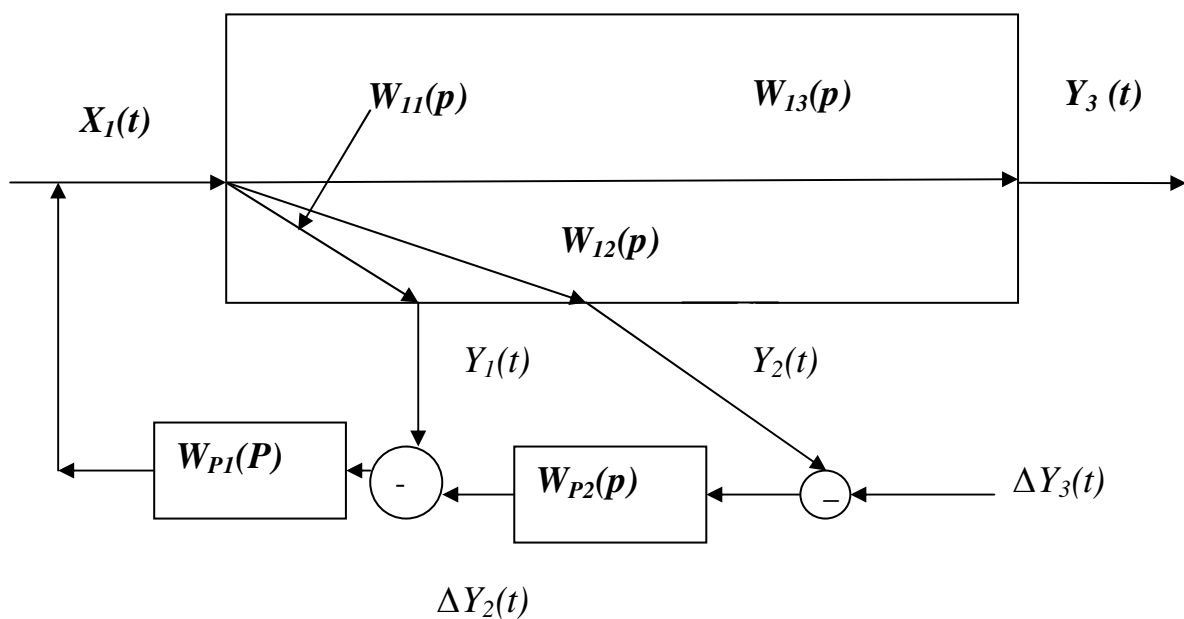 W11(p)
W13(p)
Y3 (t)
X1(t)
W12(p)
Y1(t)
Y2(t)
WP1(P)
-
WP2(p)
–
ΔY3(t)
ΔY2(t)